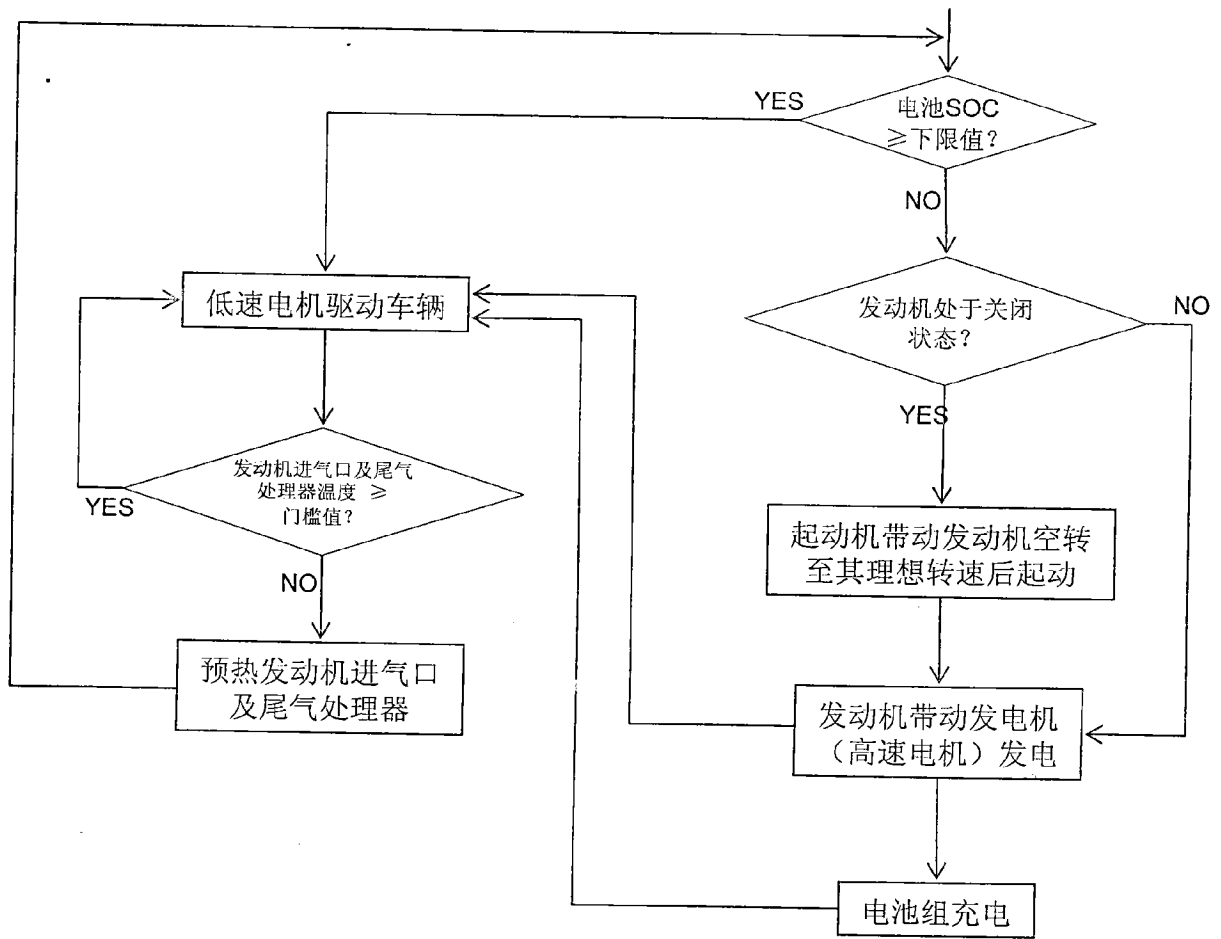 YES
电池SOC
≥下限值?
NO
低速电机驱动车辆
发动机处于关闭
状态?
NO
YES
发动机进气口及尾气
处理器温度 ≥
门槛值?
YES
NO
起动机带动发动机空转
至其理想转速后起动
预热发动机进气口
及尾气处理器
发动机带动发电机
(高速电机)发电
电池组充电